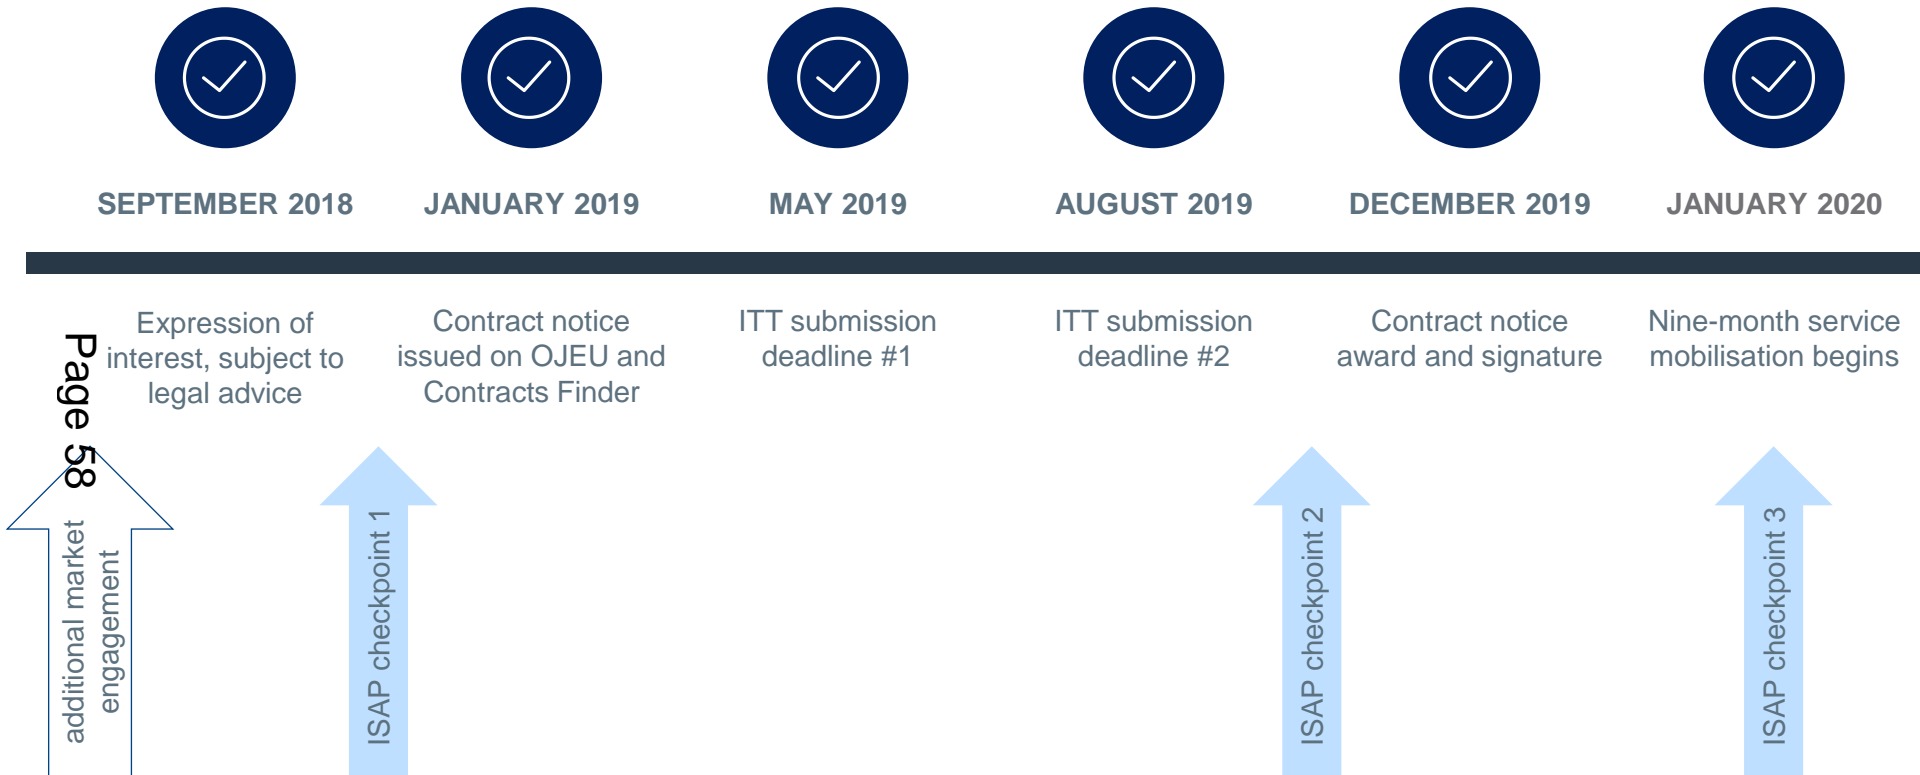 SEPTEMBER 2018
JANUARY 2019
MAY 2019
AUGUST 2019
DECEMBER 2019
JANUARY 2020
Expression of
interest, subject to
legal advice
Contract notice
issued on OJEU and
Contracts Finder
ITT submission
deadline #1
ITT submission
deadline #2
Contract notice
award and signature
Nine-month service
mobilisation begins
Page 58
additional market
engagement
ISAP checkpoint 1
ISAP checkpoint 2
ISAP checkpoint 3